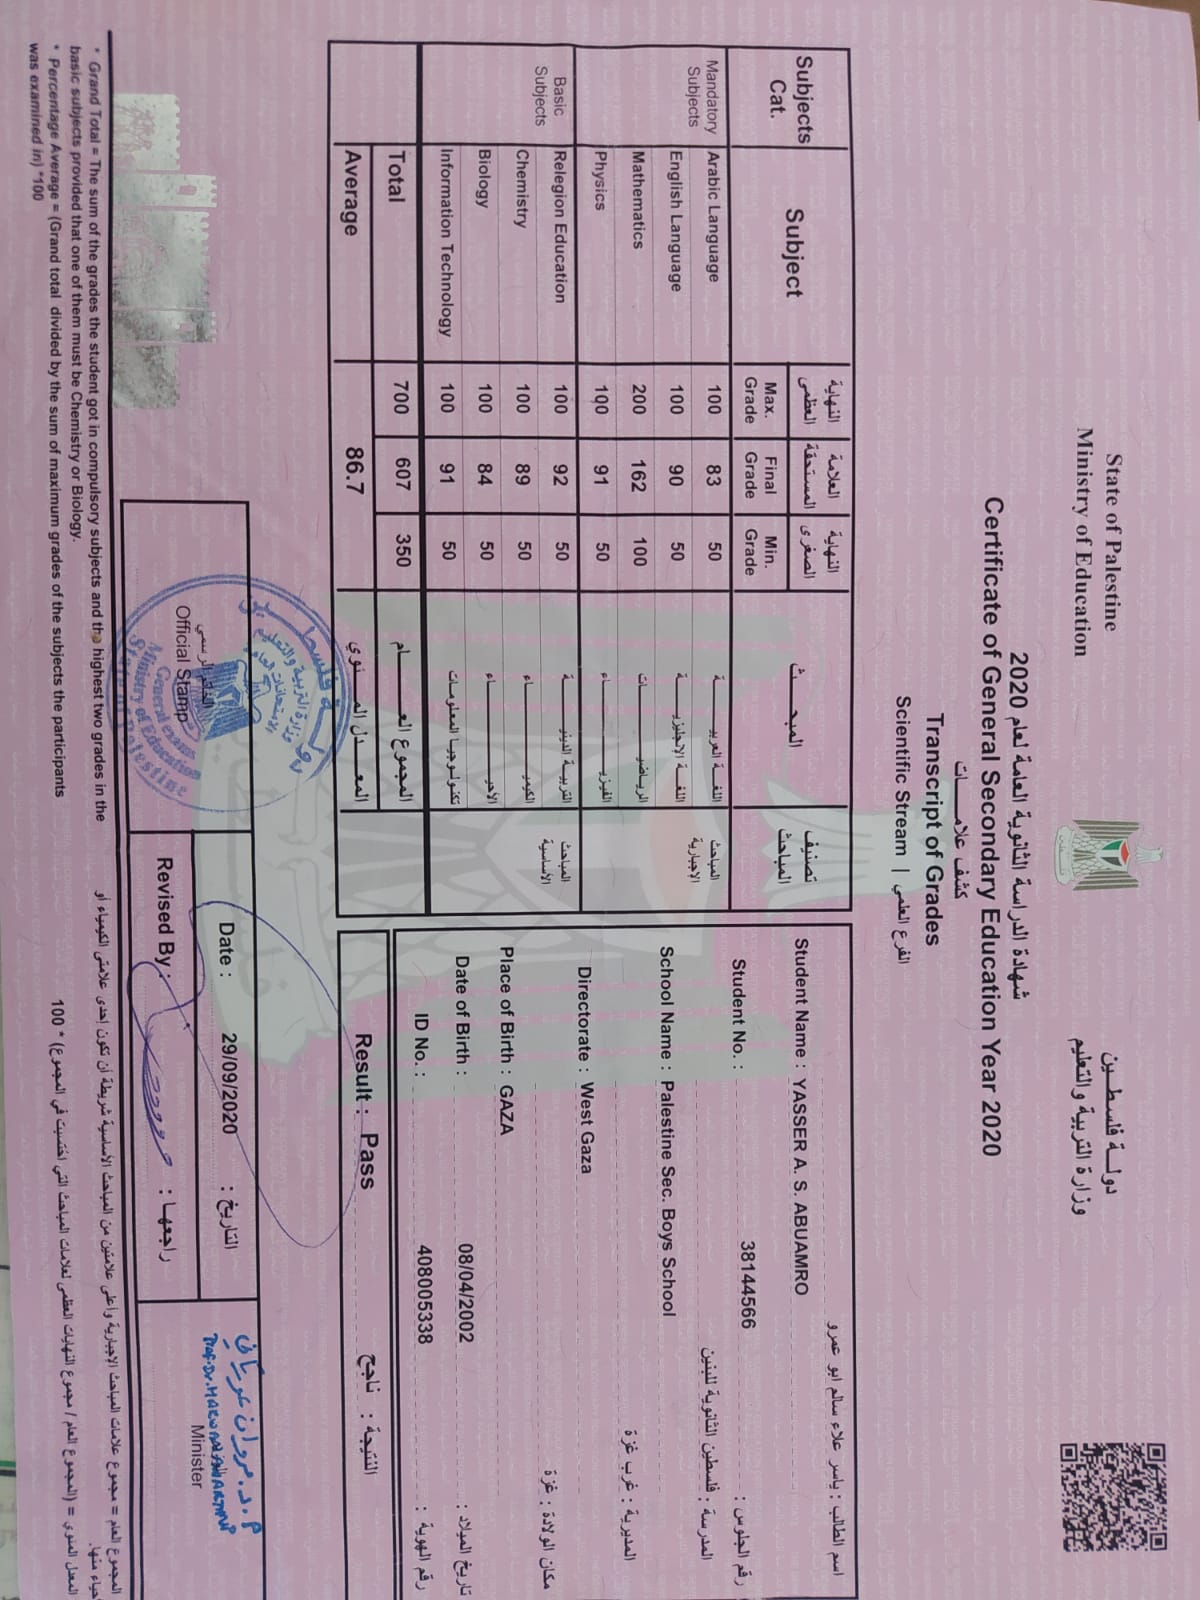 State of Palestine
Ministry of Education
دولة فلسطين
وزارة التربية والتعليم
شهادة الدراسة الثانوية العامة لعام 2020
Certificate of General Secondary Education Year 2020
كشف علامات
Transcript of Grades
Scientific Stream | الفرع العلمي
Subjects Cat.
Subject
النهاية العظمى
Max. Grade
العلامة المستحقة
Final Grade
النهاية الصغرى
Min. Grade
المبحث
تصنيف المباحث
Mandatory Subjects
Arabic Language 100 83 50 اللغة العربية
المباحث الاجبارية
English Language 100 90 50 اللغة الإنجليزية
Mathematics 200 162 100 الرياضيات
Physics 100 91 50 الفيزياء
Basic Subjects
Relegion Education 100 92 50 التربية الدينية
المباحث الأساسية
Chemistry 100 89 50 الكيمياء
Biology 100 84 50 الأحياء
Information Technology 100 91 50 تكنولوجيا المعلومات
Total 700 607 350 المجموع العام
Average 86.7 المعدل المئوي
اسم الطالب : ياسر علاء سالم ابو عمرو
Student Name : YASSER A. S. ABUAMRO
Student No. : 38144566 رقم الجلوس :
المدرسة : فلسطين الثانوية للبنين
School Name : Palestine Sec. Boys School
المديرية : غرب غزة
Directorate : West Gaza
مكان الولادة : غزة
Place of Birth : GAZA
Date of Birth : 08/04/2002 تاريخ الميلاد :
ID No. : 408005338 رقم الهوية :
Result : Pass النتيجة : ناجح
الخاتم الرسمي
Official Stamp
دولة فلسطين
وزارة التربية والتعليم
General exams
Ministry of Education
Date : 29/09/2020 التاريخ :
Revised By : راجعها :
أ.د. مروان عورتاني
Prof. Dr. MARWAN AWARTANI
الوزير
Minister
* Grand Total = The sum of the grades the student got in compulsory subjects and the highest two grades in the
basic subjects provided that one of them must be Chemistry or Biology.
* Percentage Average = (Grand total divided by the sum of maximum grades of the subjects the participants
was examined in) *100
المجموع العام = مجموع علامات المباحث الإجبارية وأعلى علامتين من المباحث الأساسية شريطة أن تكون إحدى علامتي الكيمياء أو
الأحياء منها.
المعدل المئوي = (المجموع العام / مجموع النهايات العظمى لعلامات المباحث التي احتسبت في المجموع) * 100